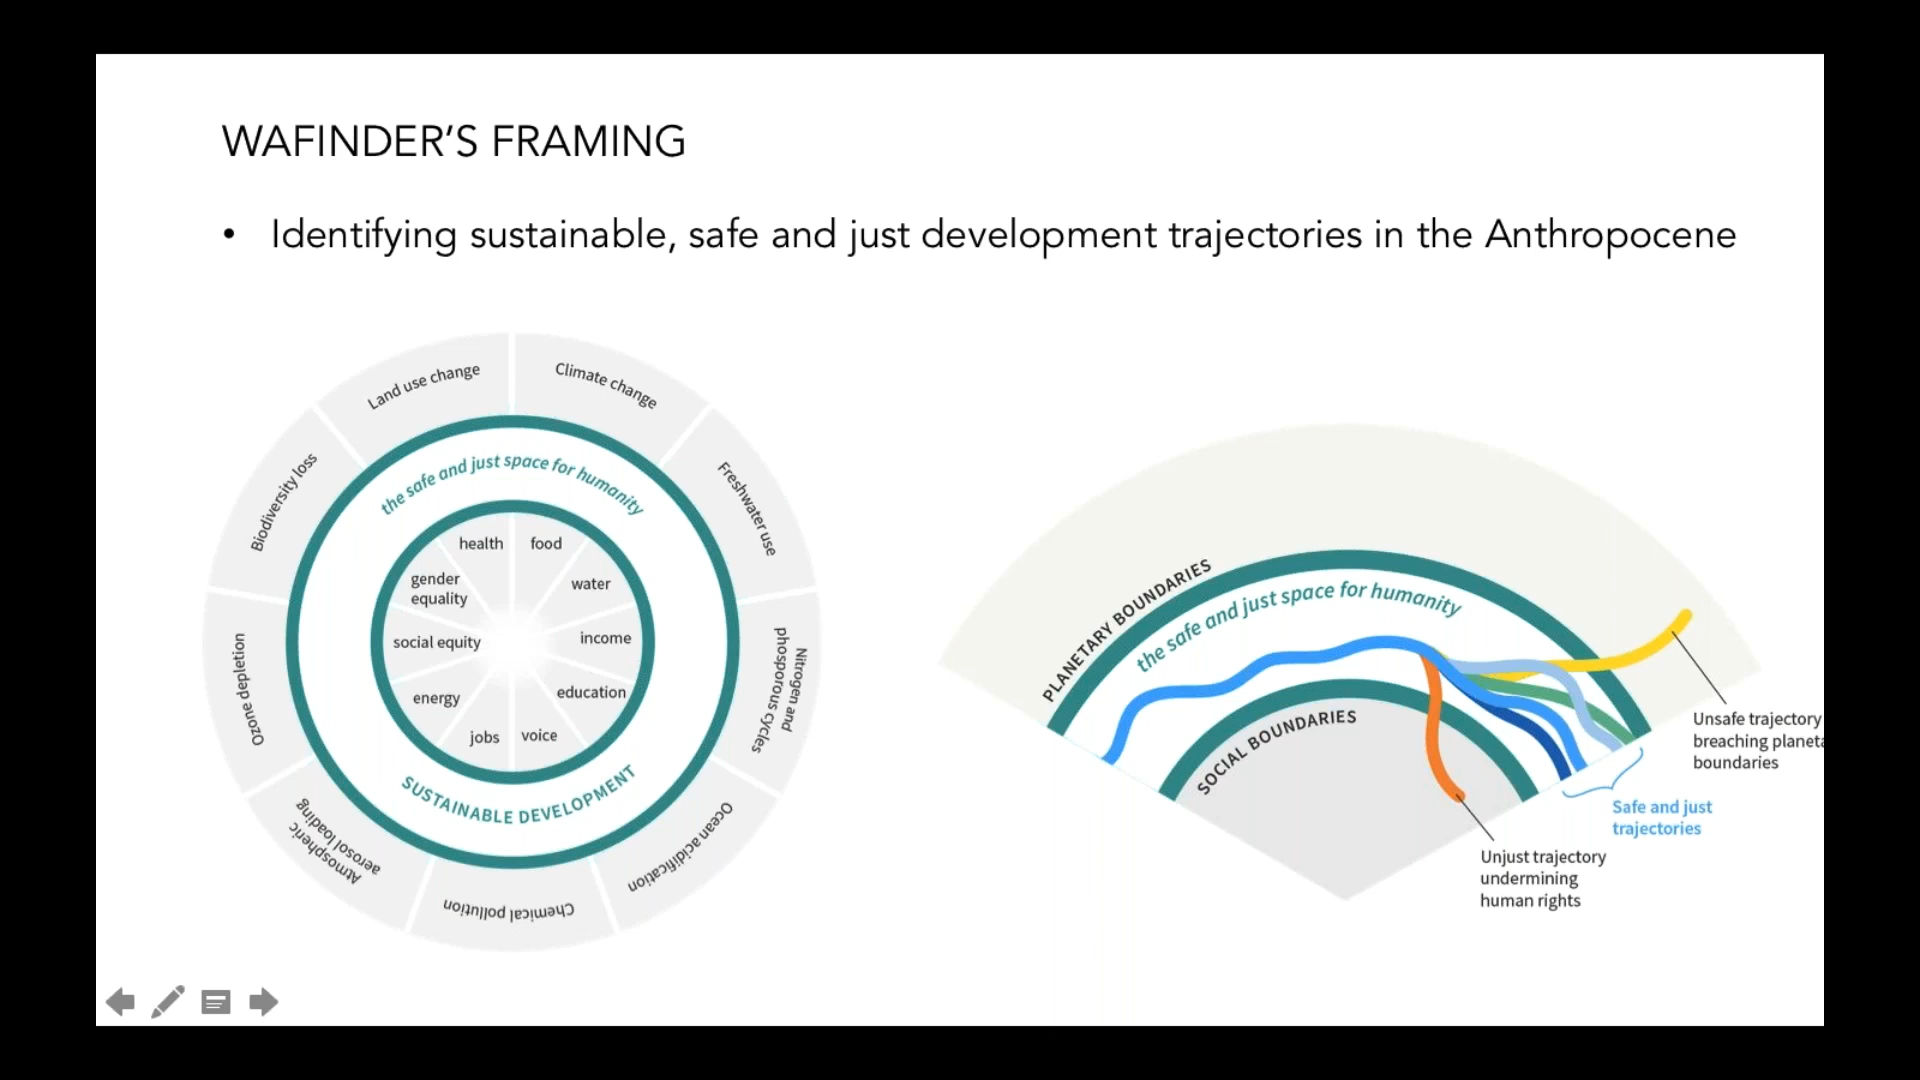 WAFINDER'S FRAMING
• Identifying sustainable, safe and just development trajectories in the Anthropocene
Land use change
Climate change
Freshwater use
Nitrogen and
phosporous cycles
Ocean acidification
Chemical pollution
Atmospheric
aerosol loading
Ozone depletion
Biodiversity loss
the safe and just space for humanity
health
food
water
income
education
voice
jobs
energy
social equity
gender
equality
SUSTAINABLE DEVELOPMENT
PLANETARY BOUNDARIES
the safe and just space for humanity
SOCIAL BOUNDARIES
Unsafe trajectory
breaching planeta
boundaries
Safe and just
trajectories
Unjust trajectory
undermining
human rights